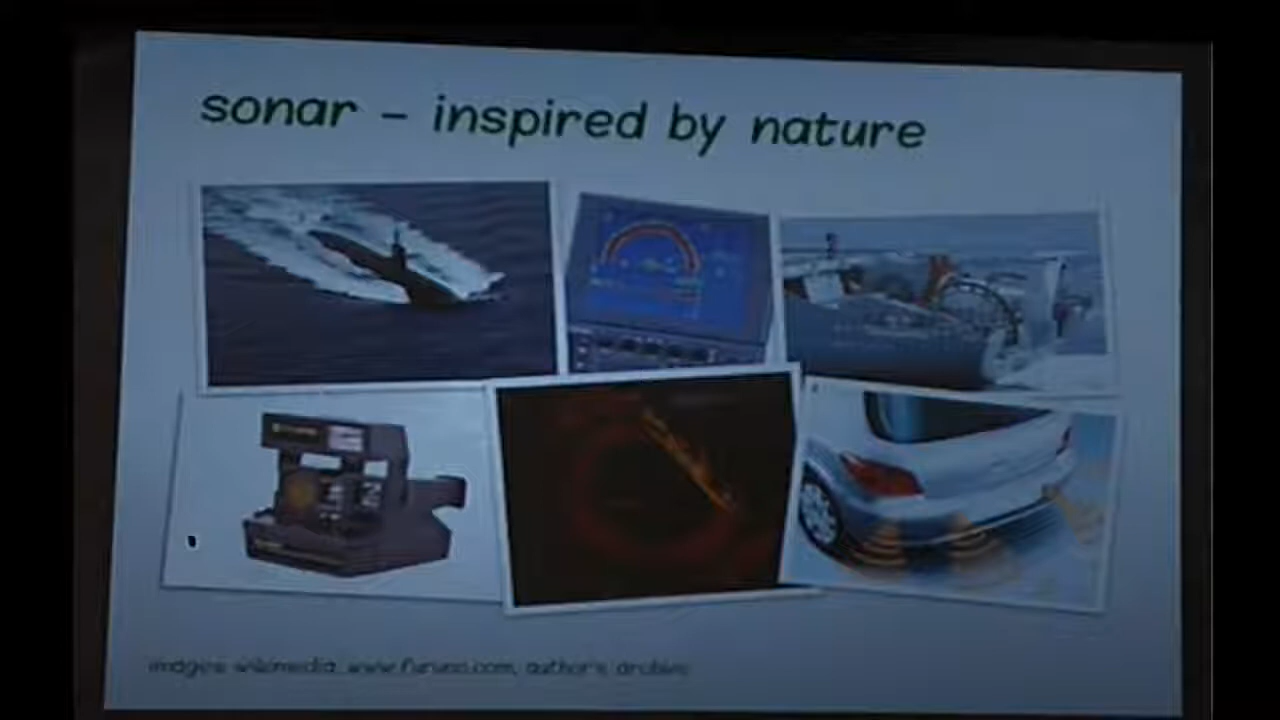 sonar – inspired by nature
images: wikimedia, www.furuno.com, author's archive